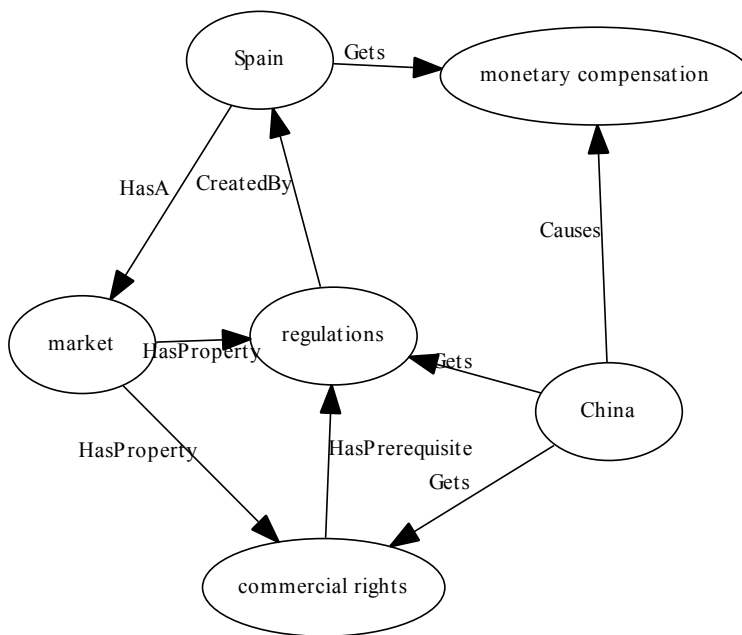 Spain
Gets
monetary compensation
HasA
CreatedBy
Causes
market
HasProperty
regulations
Gets
China
HasProperty
HasPrerequisite
Gets
commercial rights